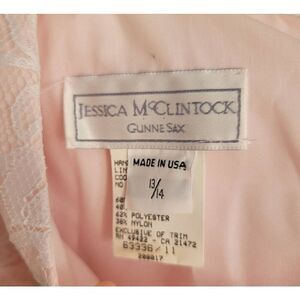 JESSICA McCLINTOCK
GUNNE SAX
MADE IN USA
13/14
62% POLYESTER
38% NYLON
EXCLUSIVE OF TRIM
RN 49422 - CA 21472
63336/11